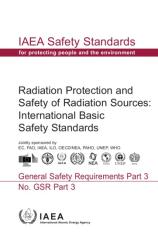 IAEA Safety Standards
for protecting people and the environment
Radiation Protection and
Safety of Radiation Sources:
International Basic
Safety Standards
Jointly sponsored by
EC, FAO, IAEA, ILO, OECD/NEA, PAHO, UNEP, WHO
General Safety Requirements Part 3
No. GSR Part 3
IAEA
International Atomic Energy Agency